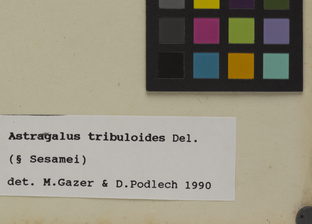 Astragalus tribuloides Del.
(§ Sesamei)
det. M.Gazer & D.Podlech 1990